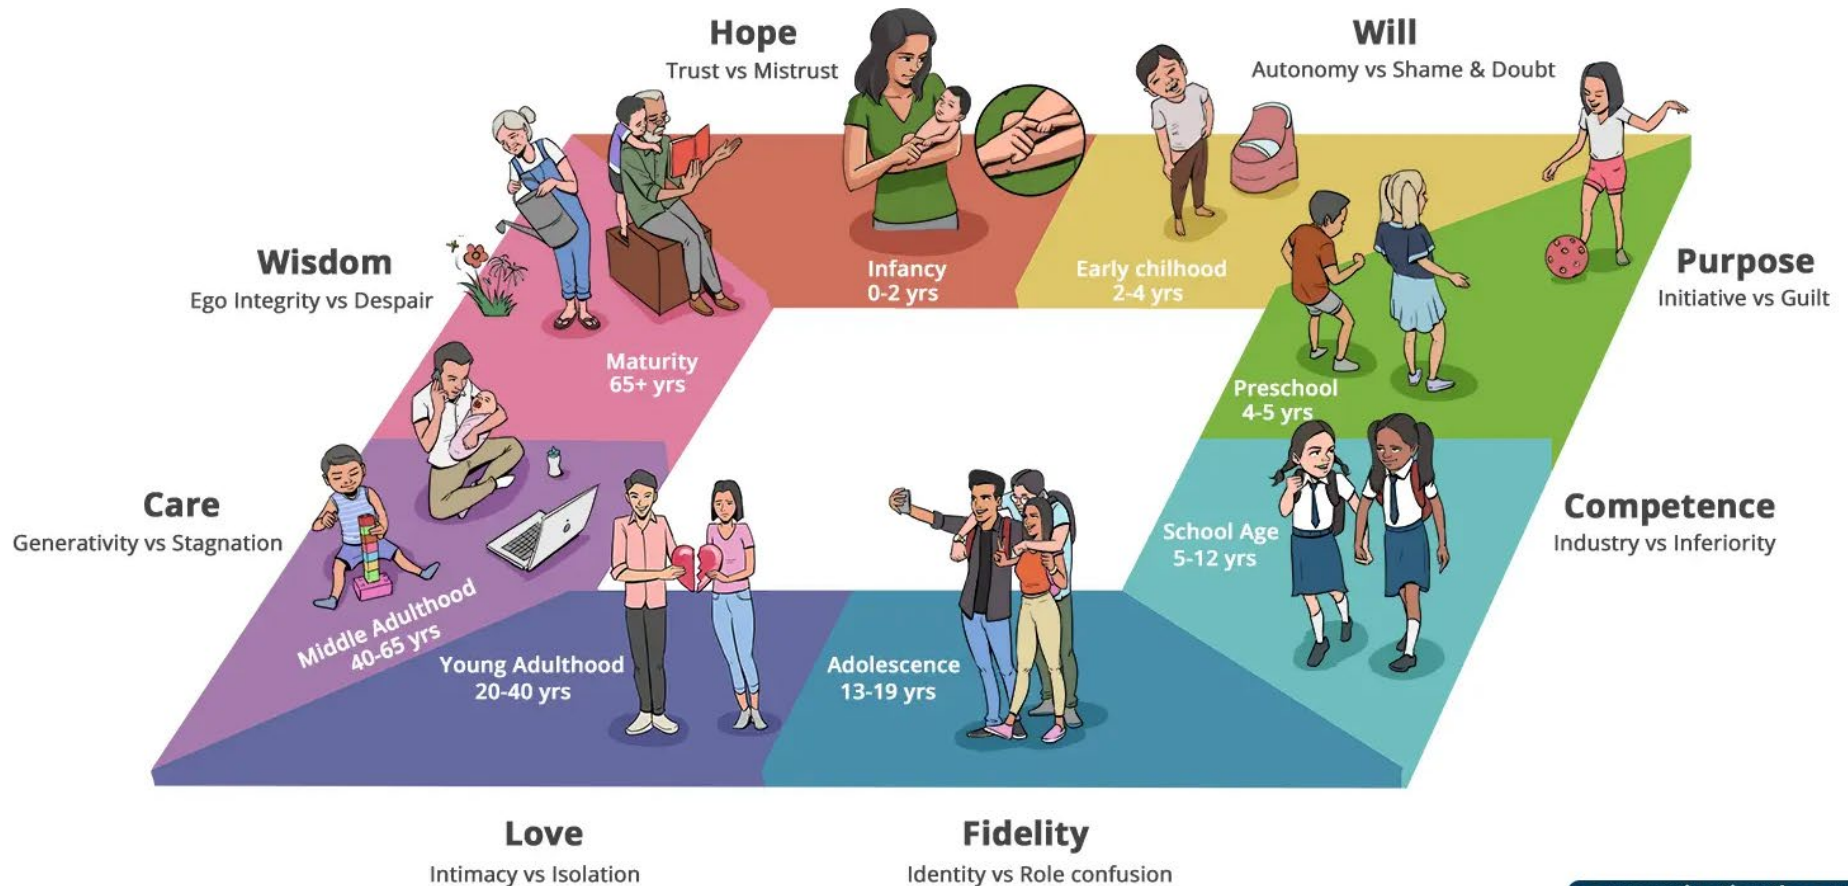 Hope
Trust vs Mistrust
Will
Autonomy vs Shame & Doubt
Infancy
0-2 yrs
Early chilhood
2-4 yrs
Purpose
Initiative vs Guilt
Preschool
4-5 yrs
Competence
Industry vs Inferiority
School Age
5-12 yrs
Adolescence
13-19 yrs
Fidelity
Identity vs Role confusion
Young Adulthood
20-40 yrs
Love
Intimacy vs Isolation
Middle Adulthood
40-65 yrs
Care
Generativity vs Stagnation
Maturity
65+ yrs
Wisdom
Ego Integrity vs Despair